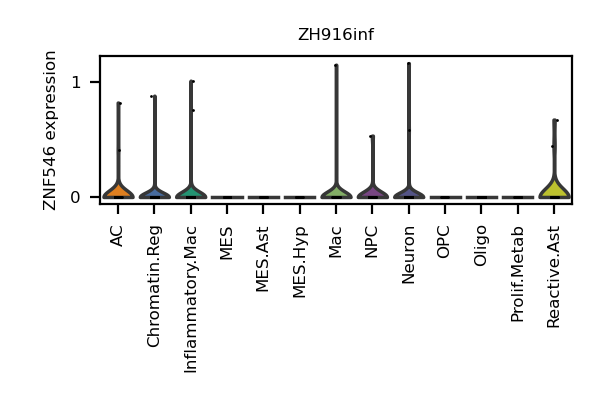 ZH916inf
ZNF546 expression
1
0
AC
Chromatin.Reg
Inflammatory.Mac
MES
MES.Ast
MES.Hyp
Mac
NPC
Neuron
OPC
Oligo
Prolif.Metab
Reactive.Ast